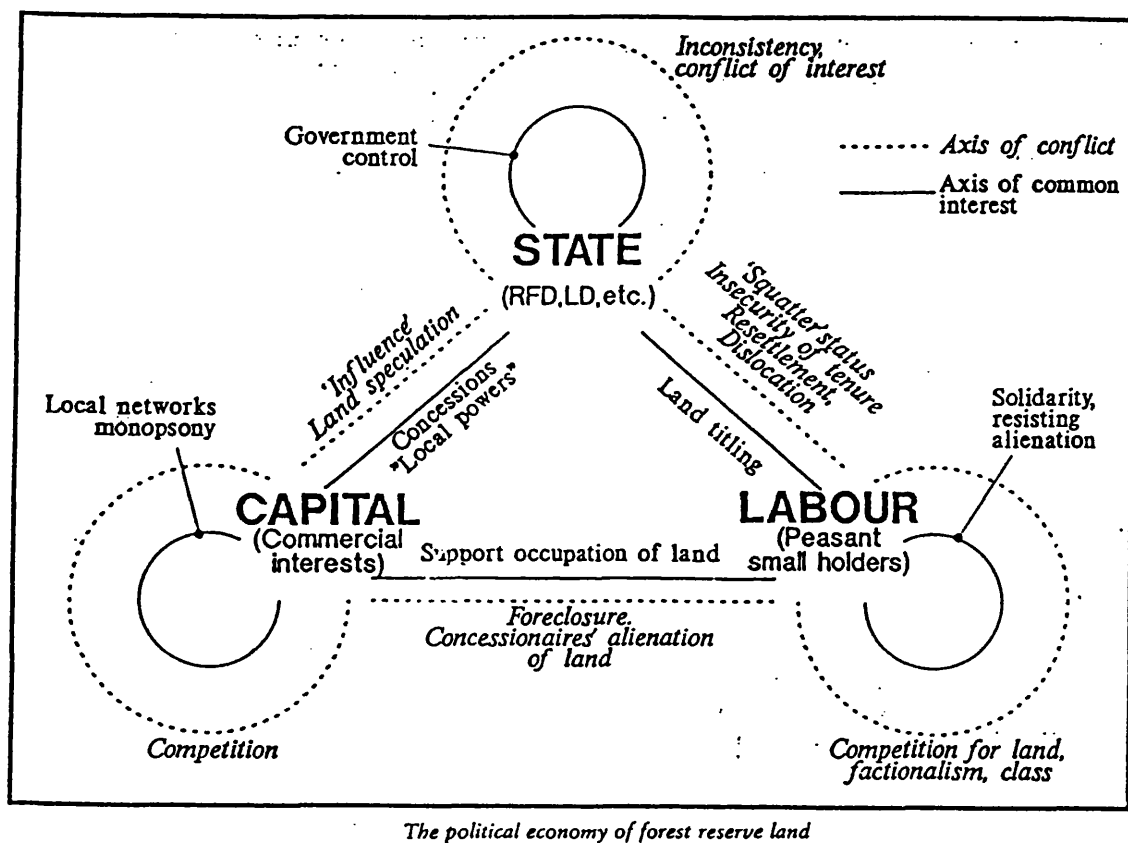 Inconsistency,
conflict of interest
Government
control
Axis of conflict
Axis of common
interest
STATE
(RFD,LD,etc.)
'Influence'
Land speculation
Concessions
"Local powers"
'Squatter' status
Insecurity of tenure
Resettlement,
Dislocation
Land titling
Local networks
monopsony
Solidarity,
resisting
alienation
CAPITAL
(Commercial
interests)
LABOUR
(Peasant
small holders)
Support occupation of land
Foreclosure.
Concessionaires' alienation
of land
Competition
Competition for land,
factionalism, class
The political economy of forest reserve land